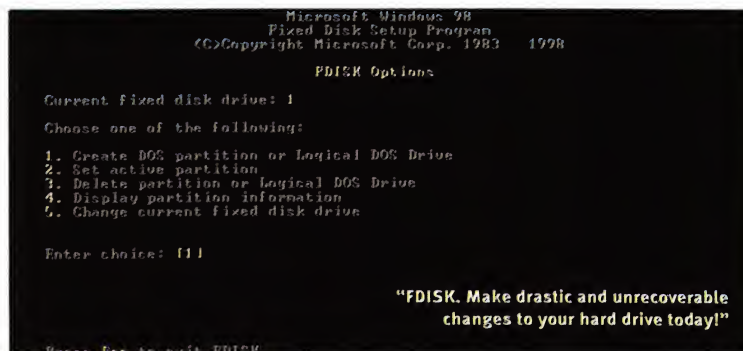 Microsoft Windows 98
Fixed Disk Setup Program
(C)Copyright Microsoft Corp. 1983 1998
FDISK Options
Current fixed disk drive: 1
Choose one of the following:
1. Create DOS partition or Logical DOS Drive
2. Set active partition
3. Delete partition or Logical DOS Drive
4. Display partition information
5. Change current fixed disk drive
Enter choice: [1]
"FDISK. Make drastic and unrecoverable
changes to your hard drive today!"
Press Esc to exit FDISK